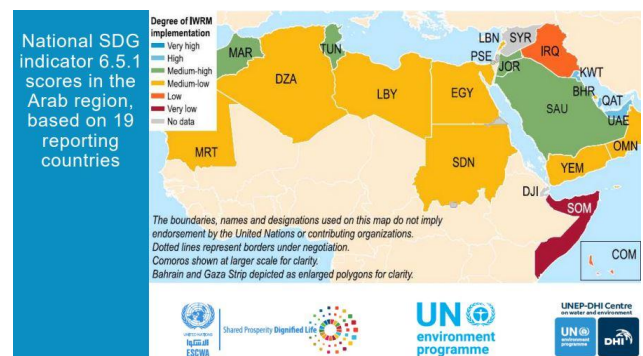 National SDG
indicator 6.5.1
scores in the
Arab region,
based on 19
reporting
countries
Degree of IWRM
implementation
Very high
High
Medium-high
Medium-low
Low
Very low
No data
MAR
TUN
DZA
LBY
EGY
MRT
SDN
LBN
SYR
PSE
JOR
IRQ
KWT
BHR
QAT
SAU
UAE
OMN
YEM
DJI
SOM
COM
The boundaries, names and designations used on this map do not imply
endorsement by the United Nations or contributing organizations.
Dotted lines represent borders under negotiation.
Comoros shown at larger scale for clarity.
Bahrain and Gaza Strip depicted as enlarged polygons for clarity.
UNITED NATIONS
الاسكوا
ESCWA
Shared Prosperity Dignified Life
UN
environment
programme
UNEP-DHI Centre
on water and environment
UN
environment
programme
DHI